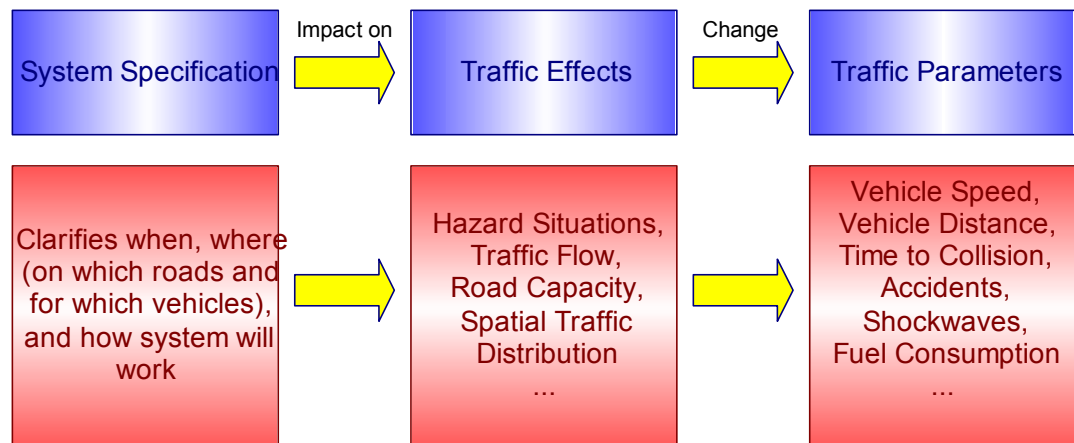 System Specification
Impact on
Traffic Effects
Change
Traffic Parameters
Clarifies when, where
(on which roads and
for which vehicles),
and how system will
work
Hazard Situations,
Traffic Flow,
Road Capacity,
Spatial Traffic
Distribution
...
Vehicle Speed,
Vehicle Distance,
Time to Collision,
Accidents,
Shockwaves,
Fuel Consumption
...